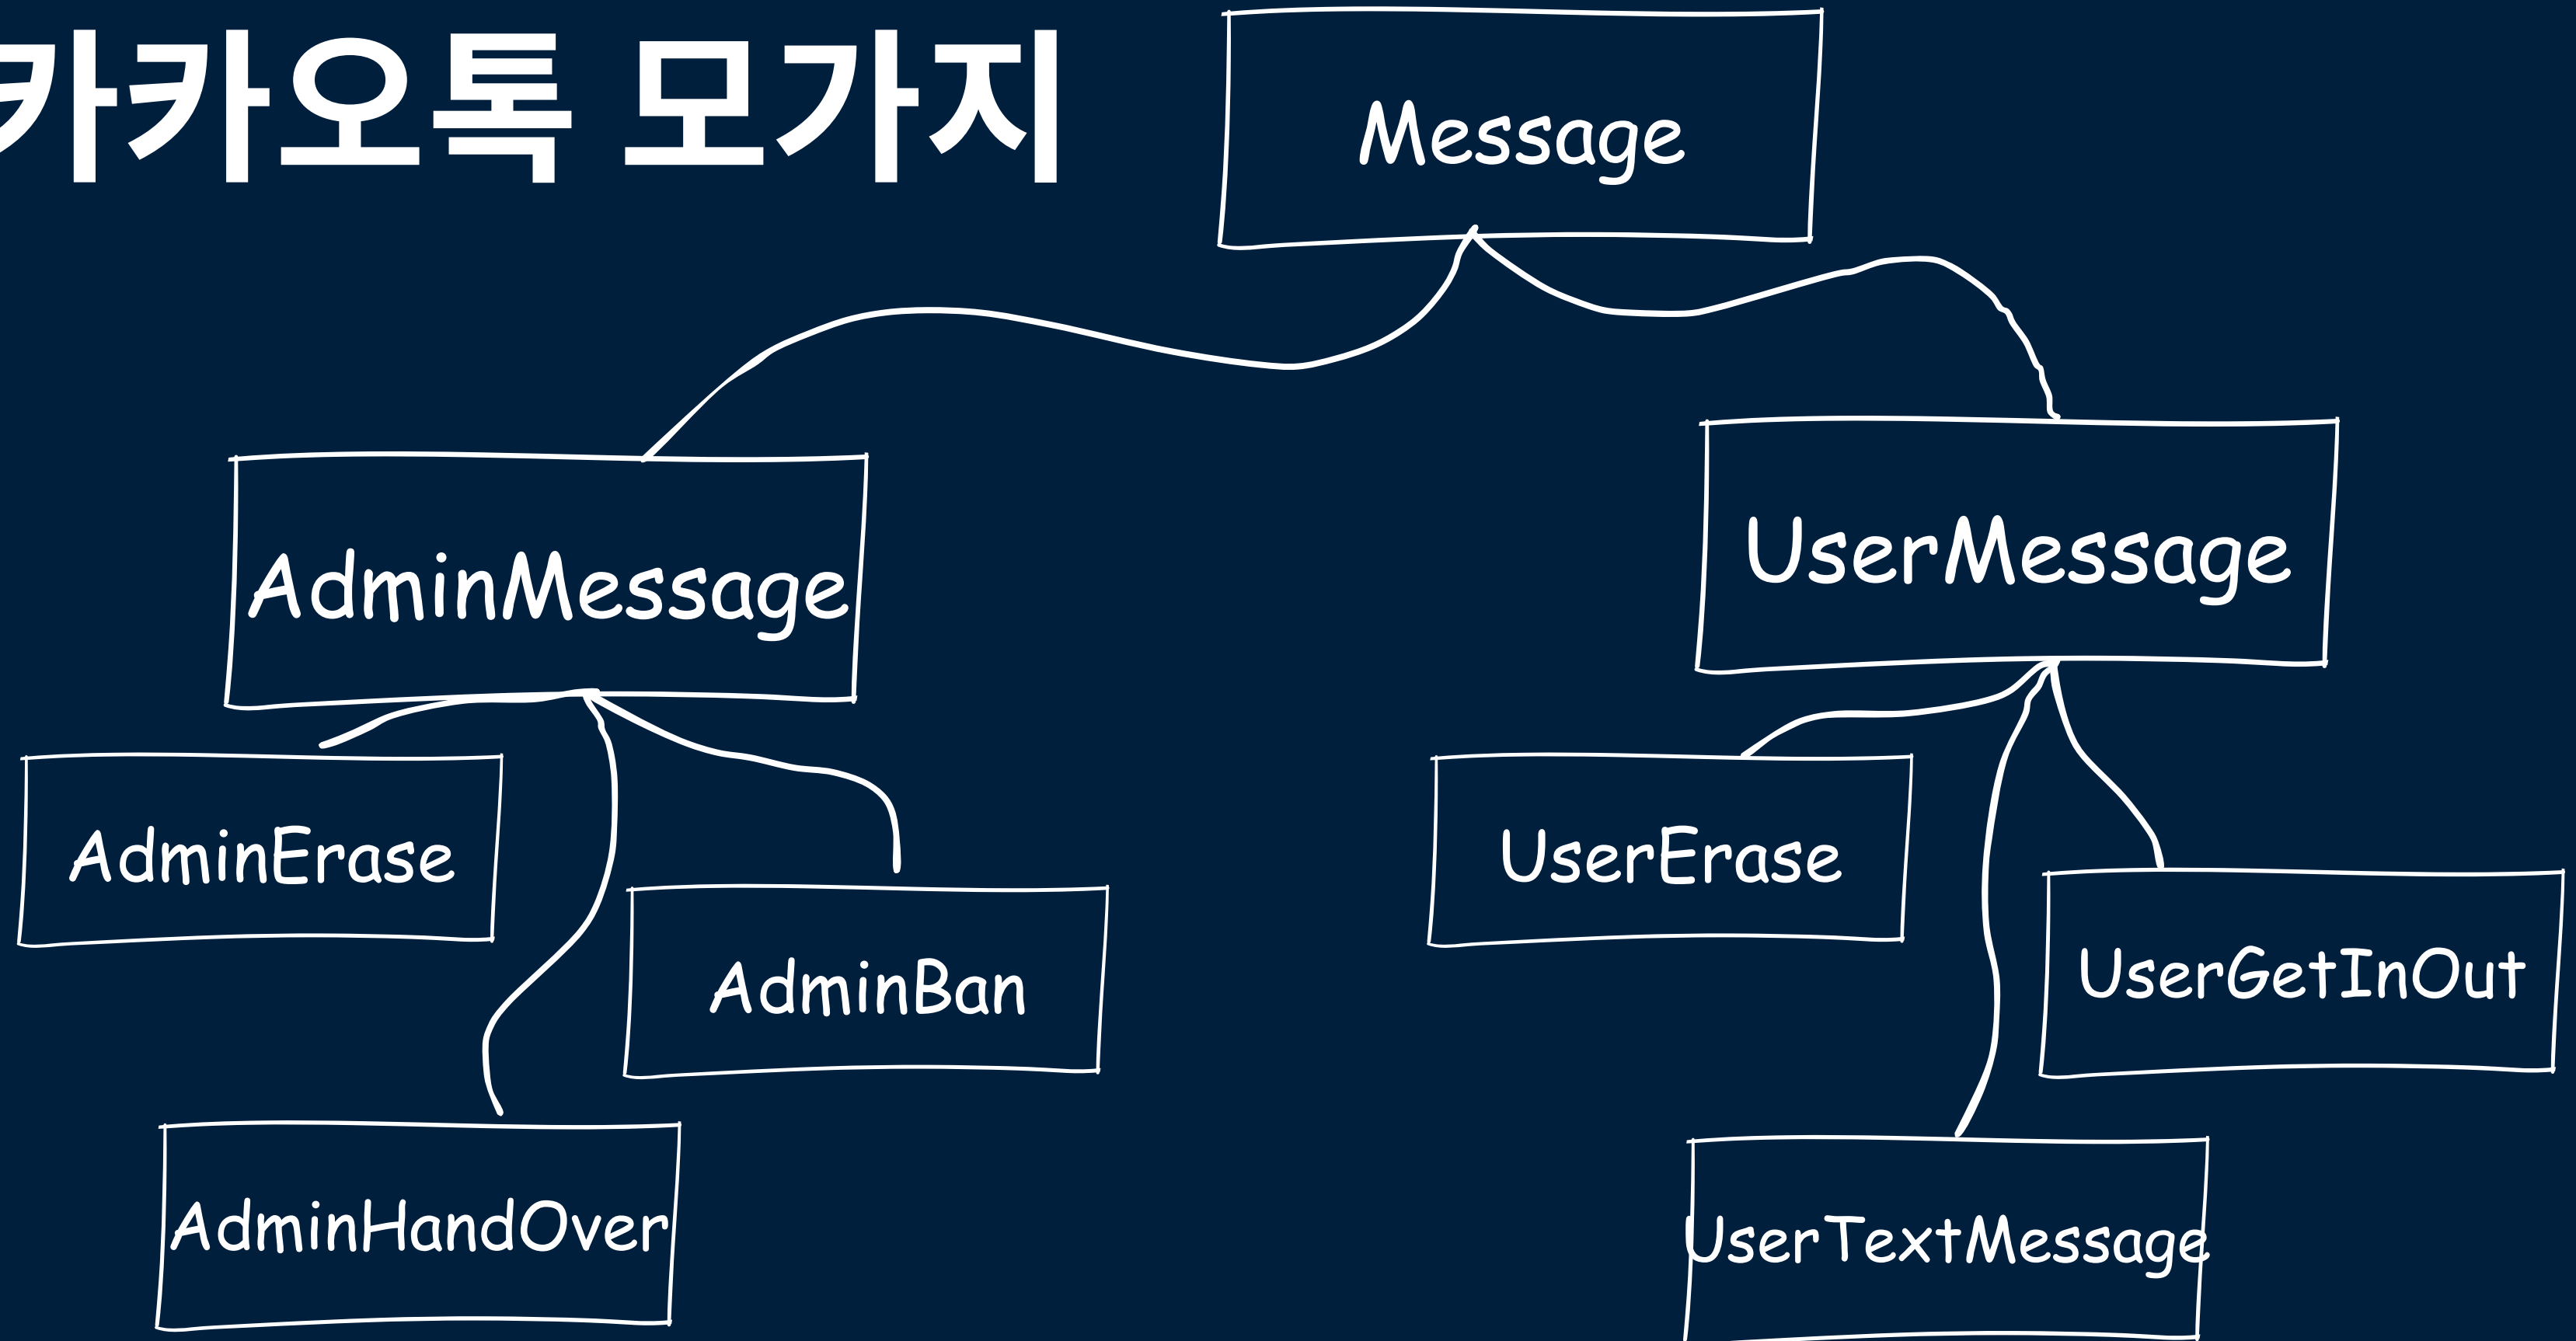 카카오톡 모가지
Message
AdminMessage
UserMessage
AdminErase
UserErase
AdminBan
UserGetInOut
AdminHandOver
UserTextMessage